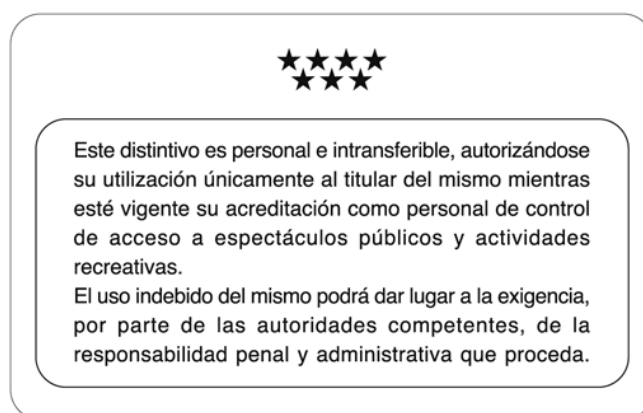 Este distintivo es personal e intransferible, autorizándose
su utilización únicamente al titular del mismo mientras
esté vigente su acreditación como personal de control
de acceso a espectáculos públicos y actividades
recreativas.
El uso indebido del mismo podrá dar lugar a la exigencia,
por parte de las autoridades competentes, de la
responsabilidad penal y administrativa que proceda.